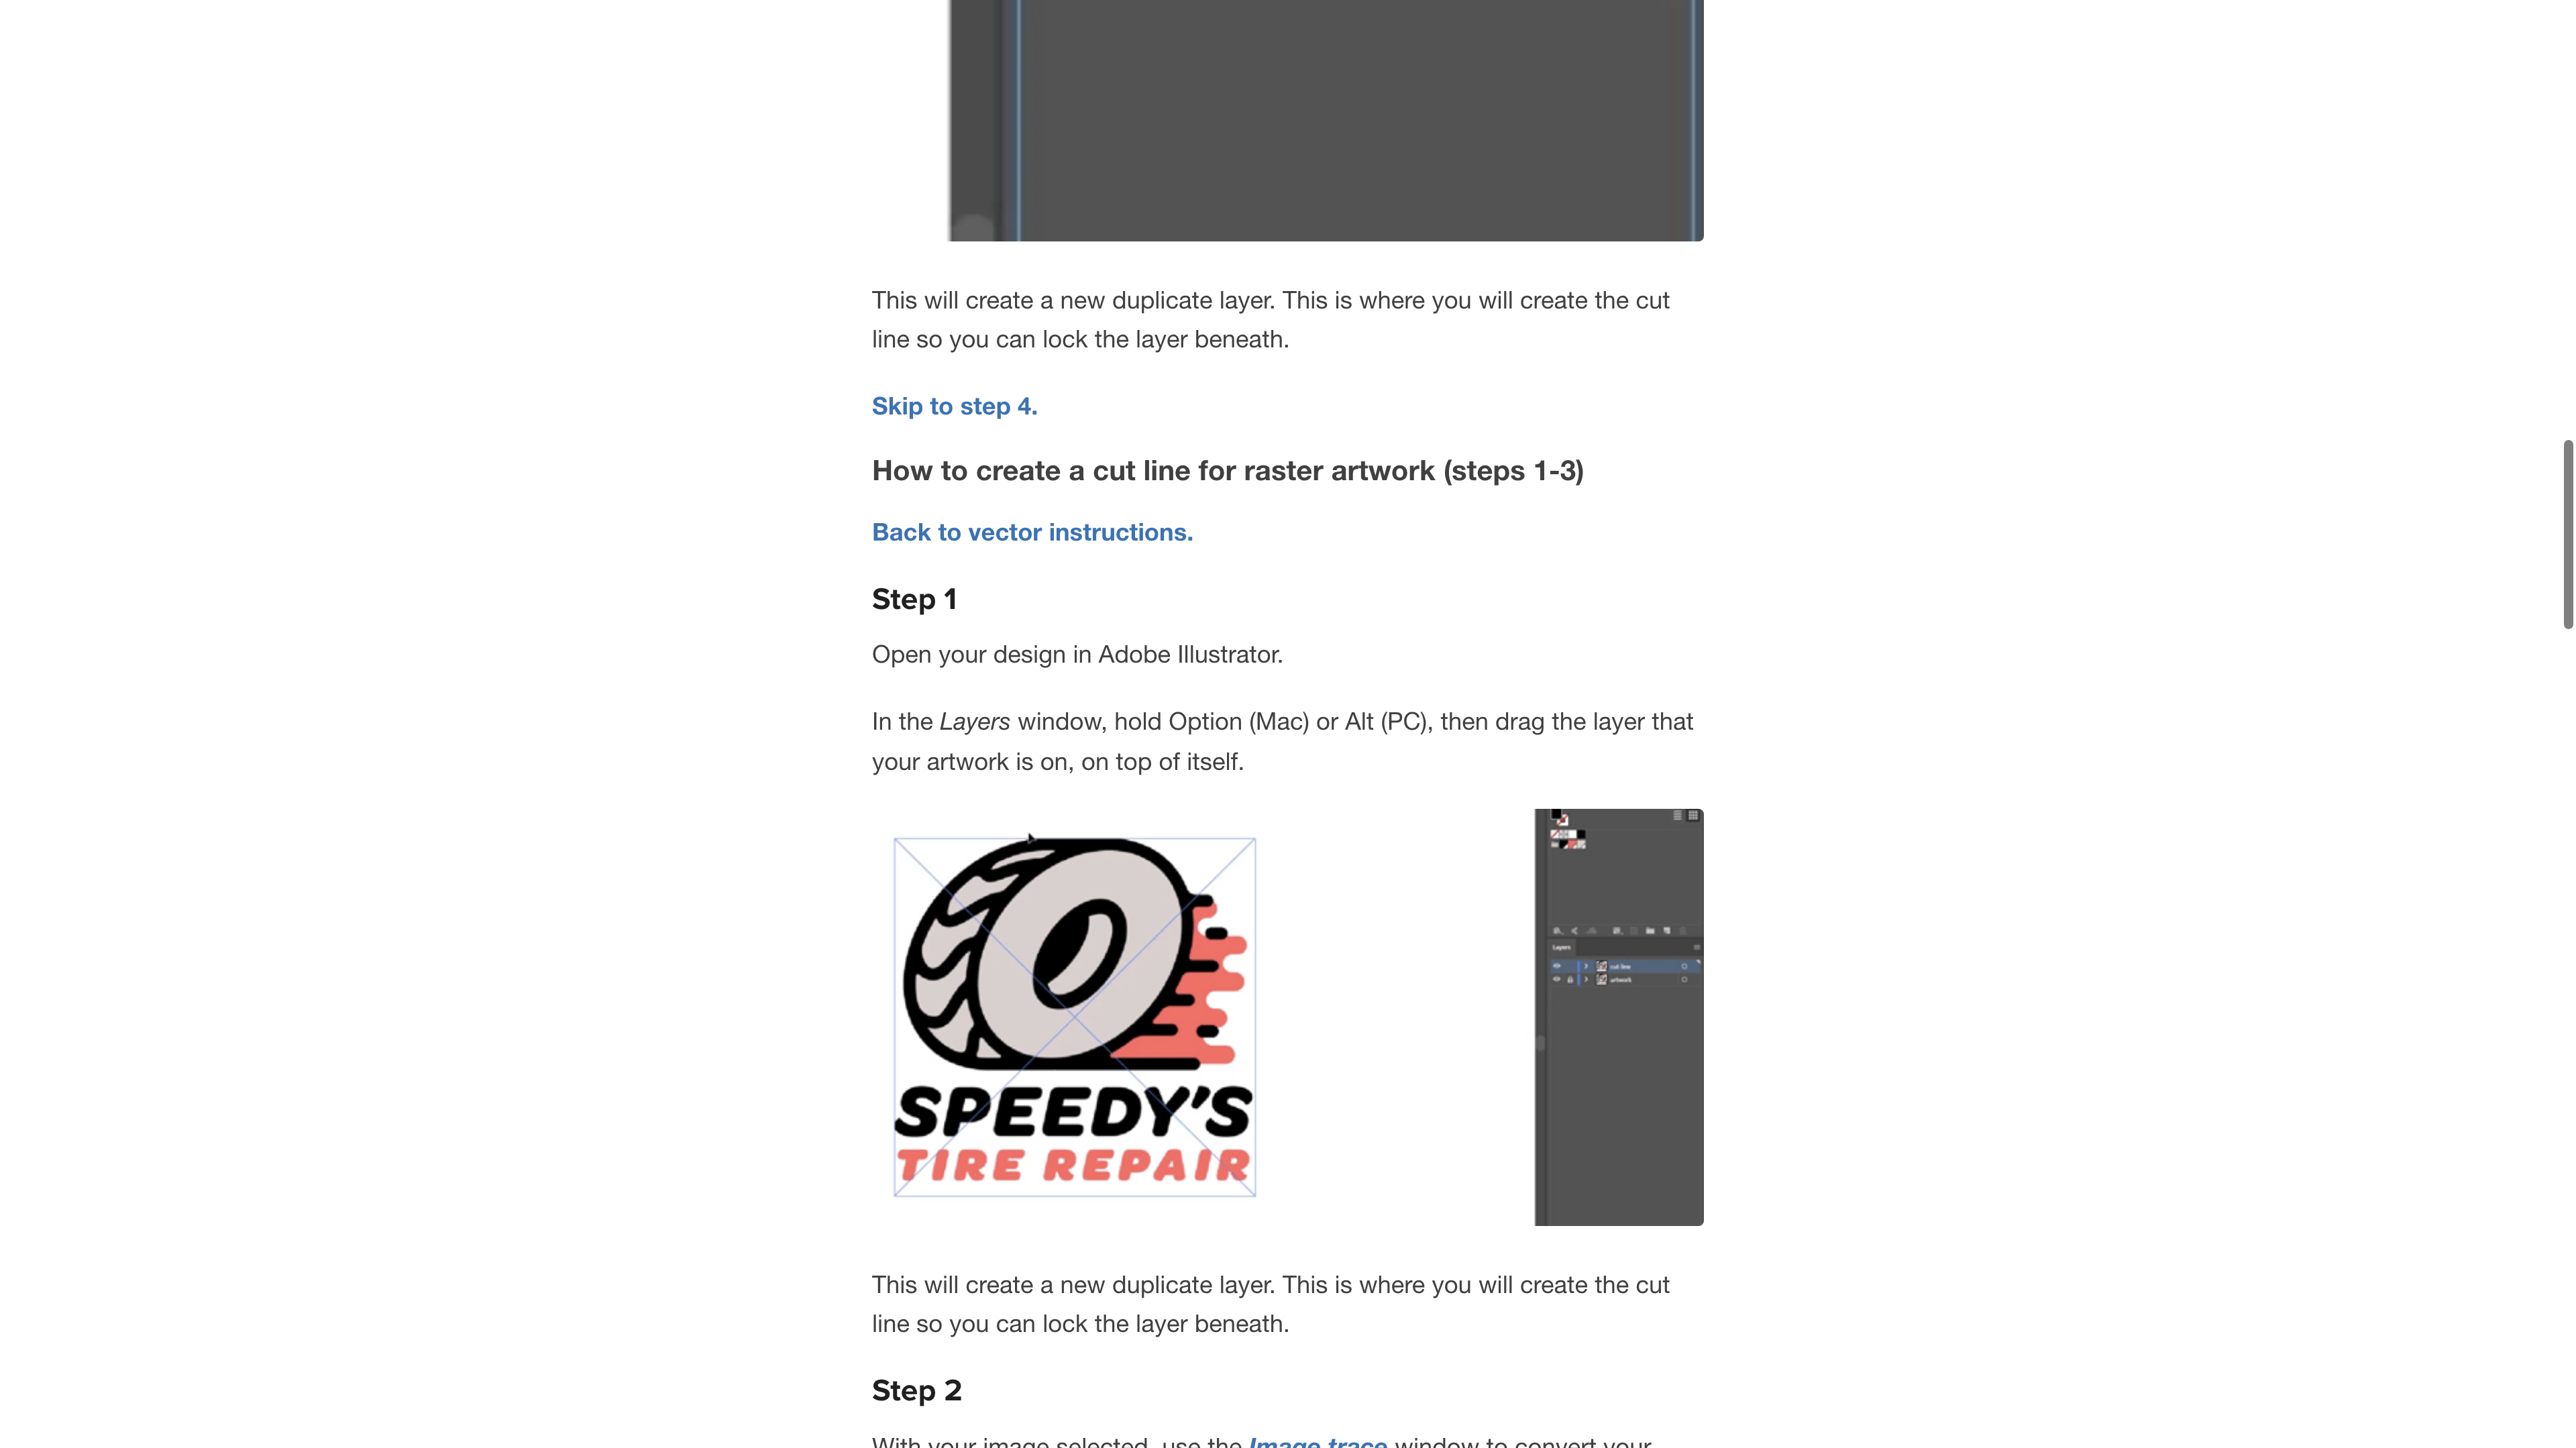 This will create a new duplicate layer. This is where you will create the cut
line so you can lock the layer beneath.
Skip to step 4.
How to create a cut line for raster artwork (steps 1-3)
Back to vector instructions.
Step 1
Open your design in Adobe Illustrator.
In the Layers window, hold Option (Mac) or Alt (PC), then drag the layer that
your artwork is on, on top of itself.
SPEEDY'S
TIRE REPAIR
Layers
cut line
artwork
This will create a new duplicate layer. This is where you will create the cut
line so you can lock the layer beneath.
Step 2
With your image selected, use the Image trace window to convert your